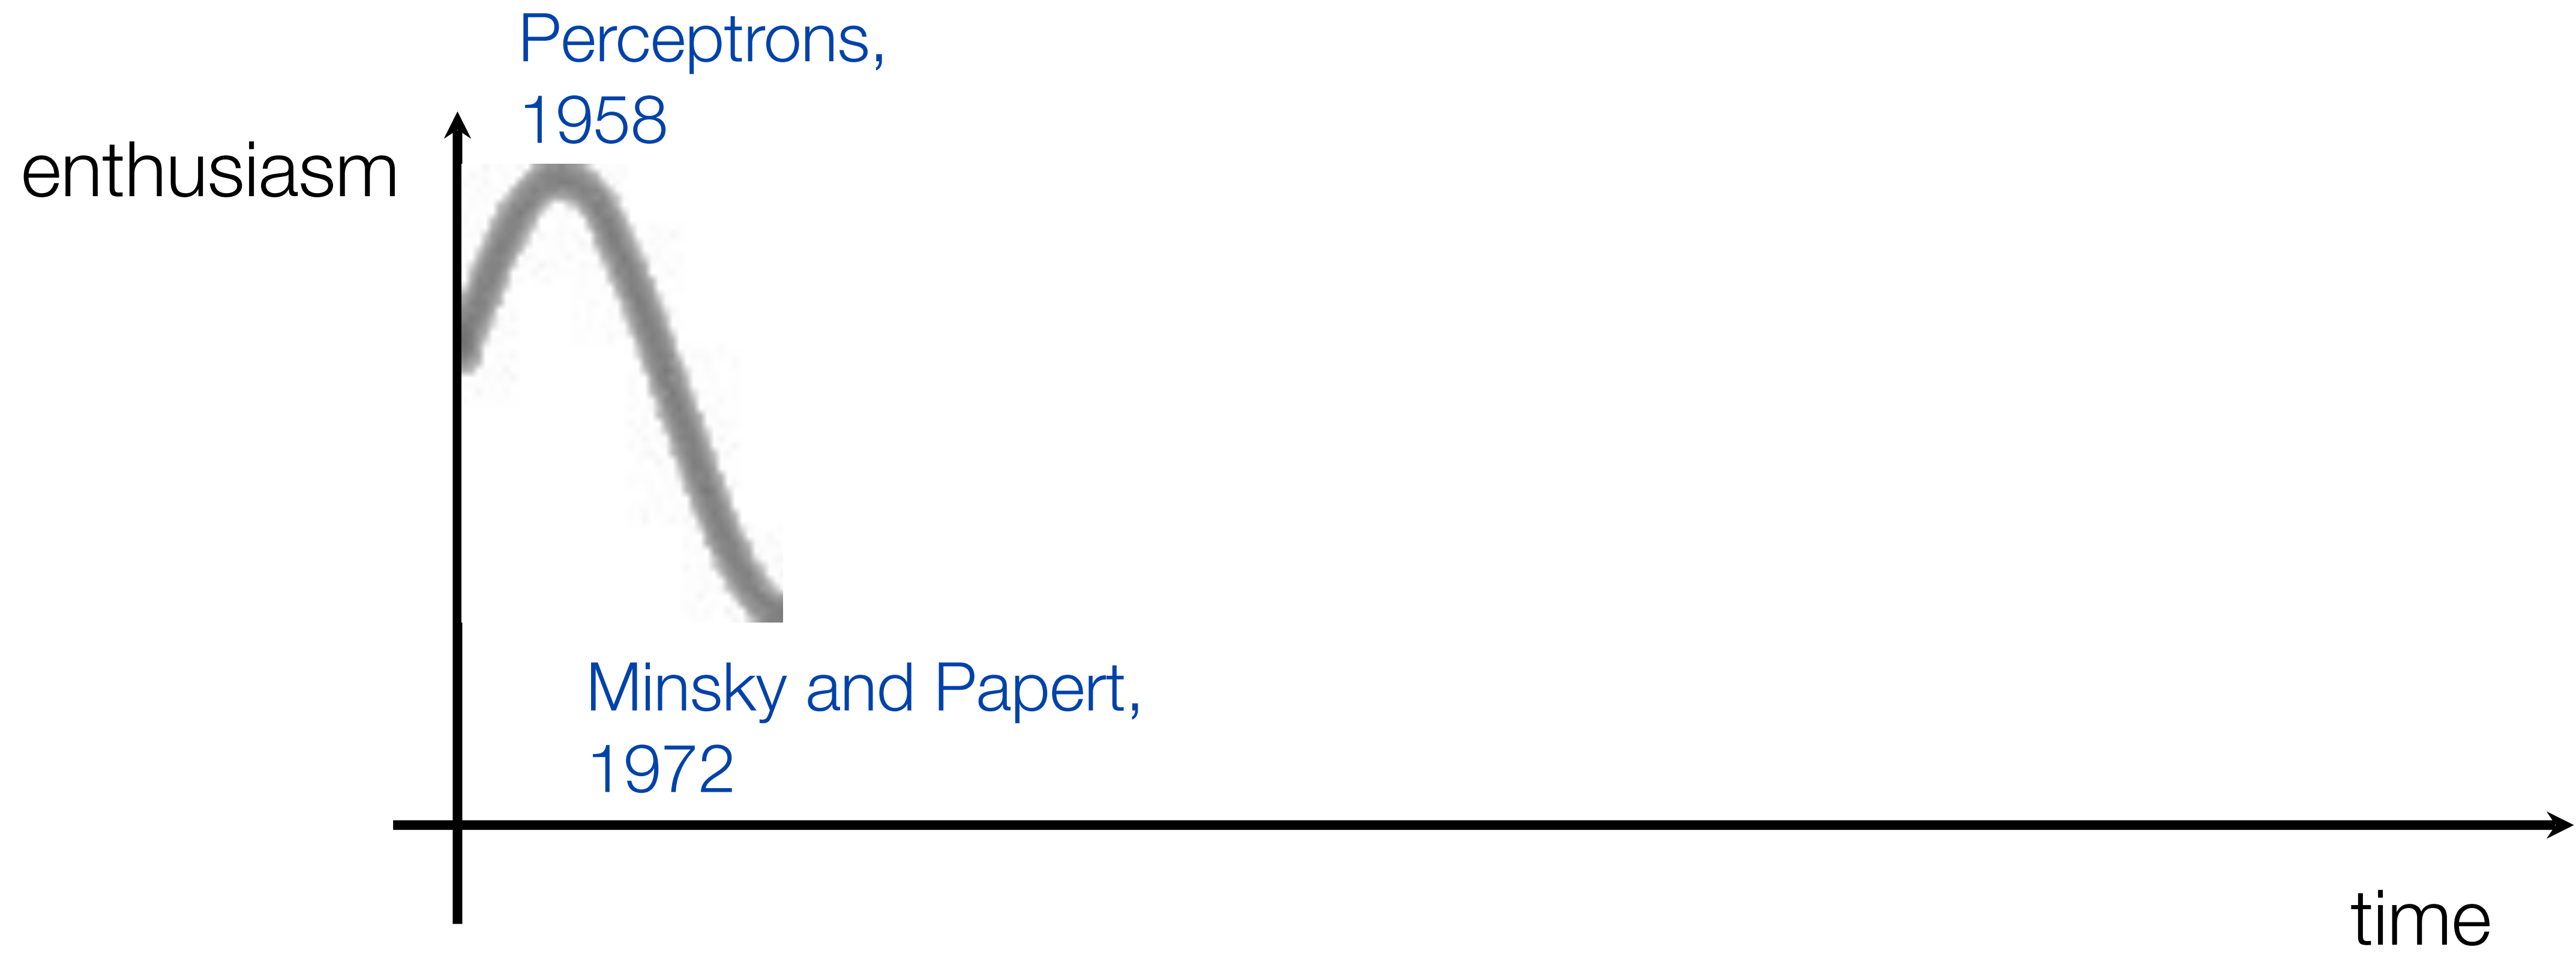 Perceptrons,
1958
enthusiasm
Minsky and Papert,
1972
time